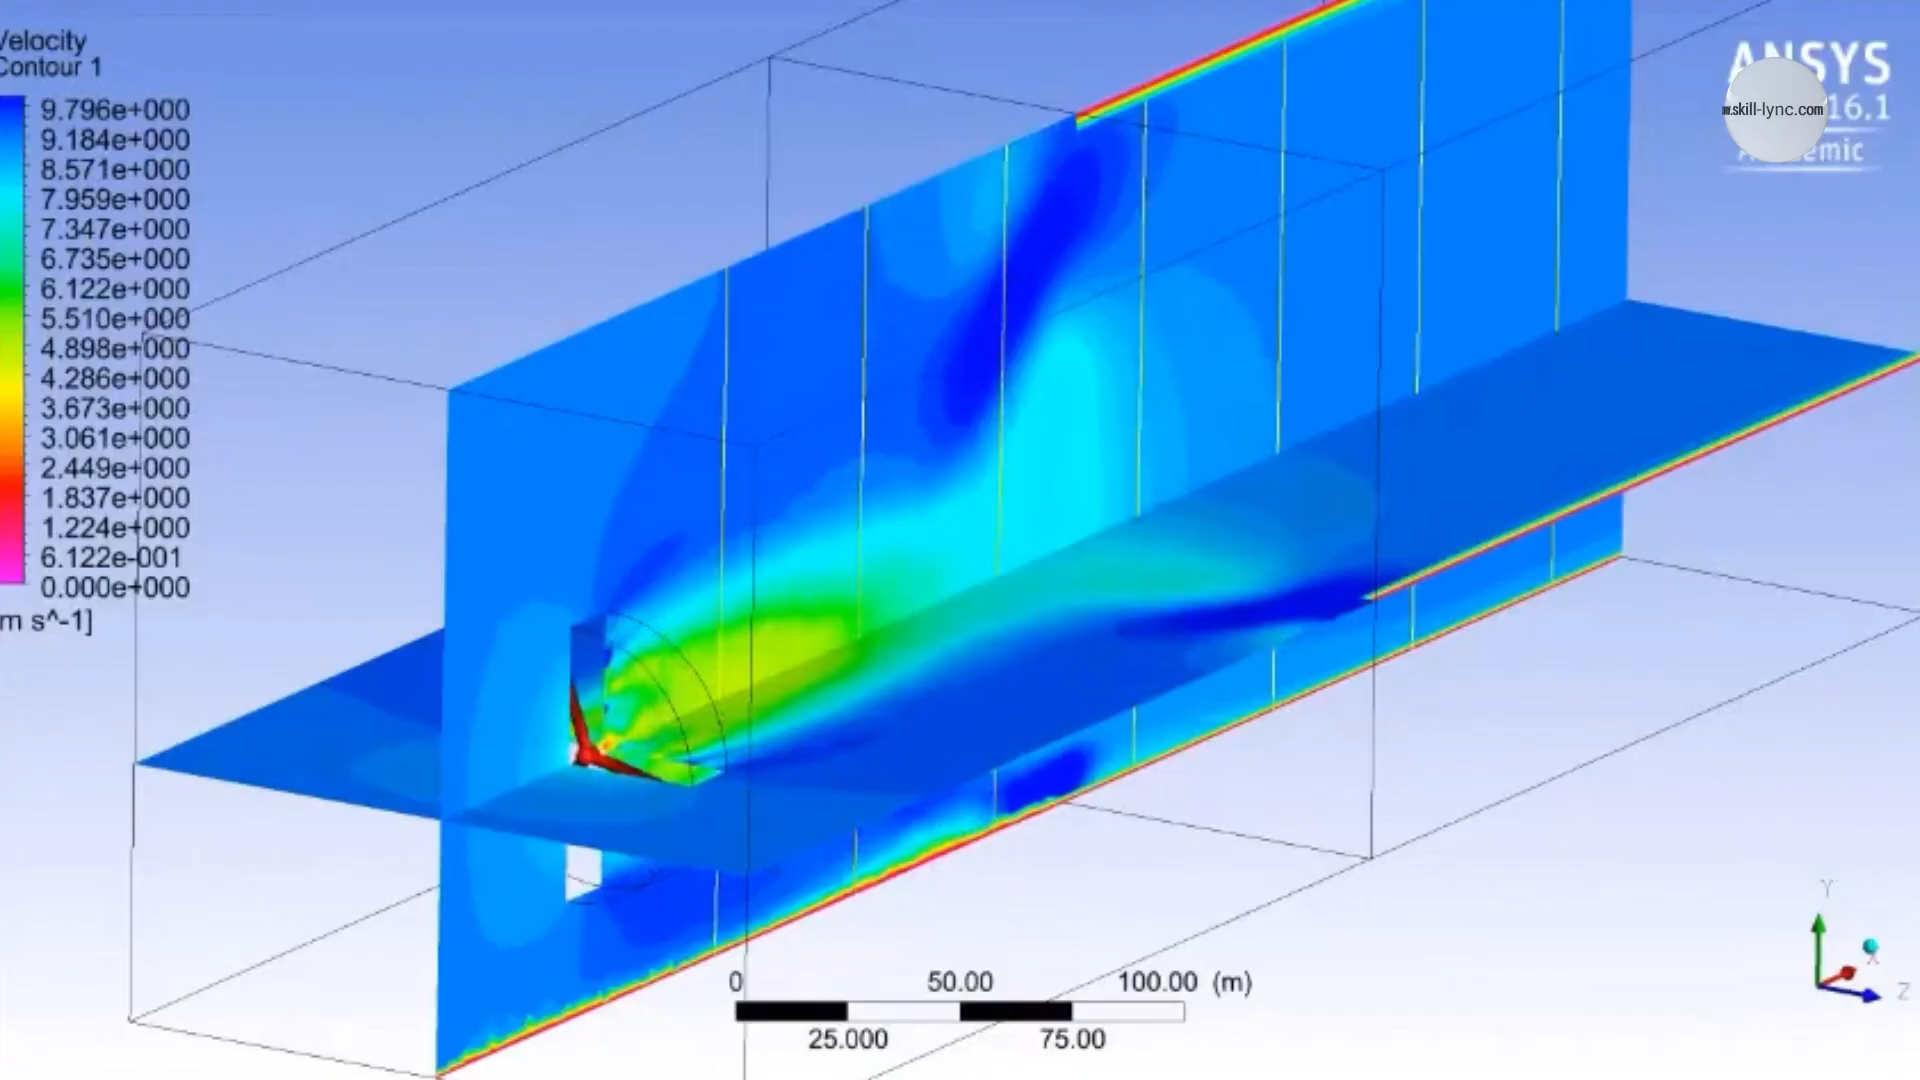 Velocity
Contour 1
9.796e+000
9.184e+000
8.571e+000
7.959e+000
7.347e+000
6.735e+000
6.122e+000
5.510e+000
4.898e+000
4.286e+000
3.673e+000
3.061e+000
2.449e+000
1.837e+000
1.224e+000
6.122e-001
0.000e+000
m s^-1]
ANSYS
16.1
emic
w.skill-lync.com
0 50.00 100.00 (m)
25.000 75.00
Y
X
Z